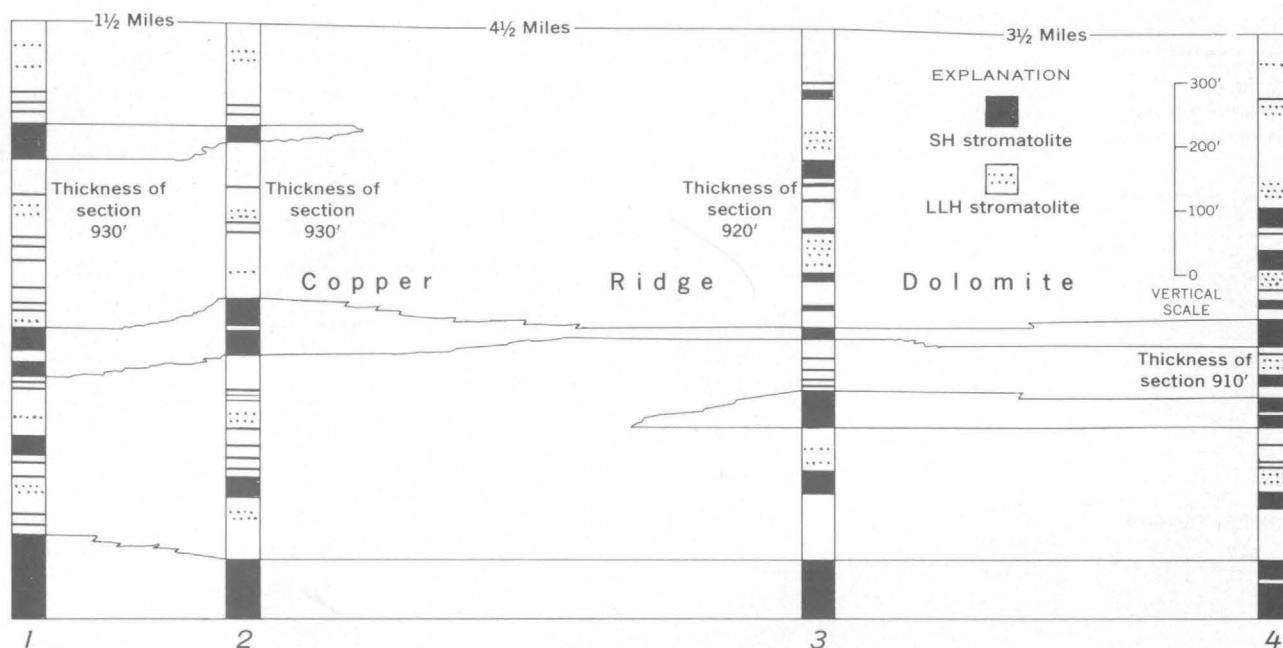 1½ Miles
4½ Miles
3½ Miles
EXPLANATION
SH stromatolite
LLH stromatolite
300'
200'
100'
0
VERTICAL
SCALE
Thickness of
section
930'
Thickness of
section
930'
Thickness of
section
920'
Copper Ridge Dolomite
Thickness of
section 910'
1
2
3
4